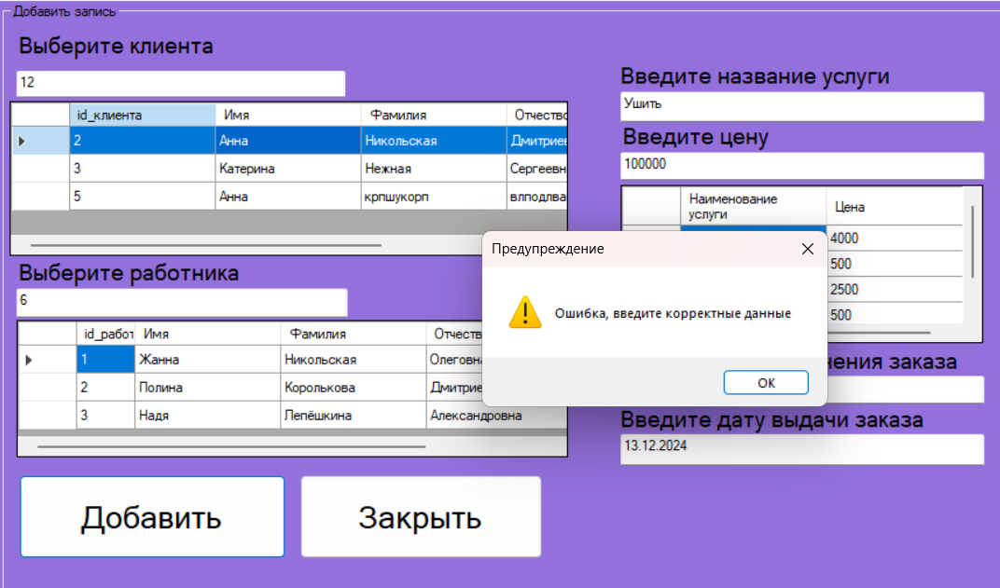 Добавить запись
Выберите клиента
12
id_клиента Имя Фамилия Отчество
2 Анна Никольская Дмитриев
3 Катерина Нежная Сергеевн
5 Анна крпшукорп влподлва
Выберите работника
6
id_работ Имя Фамилия Отчеств
1 Жанна Никольская Олеговна
2 Полина Королькова Дмитрие
3 Надя Лепёшкина Александровна
Добавить Закрыть
Введите название услуги
Ушить
Введите цену
100000
Наименование услуги Цена
4000
500
2500
500
нения заказа
Введите дату выдачи заказа
13.12.2024
Предупреждение
Ошибка, введите корректные данные
ОК